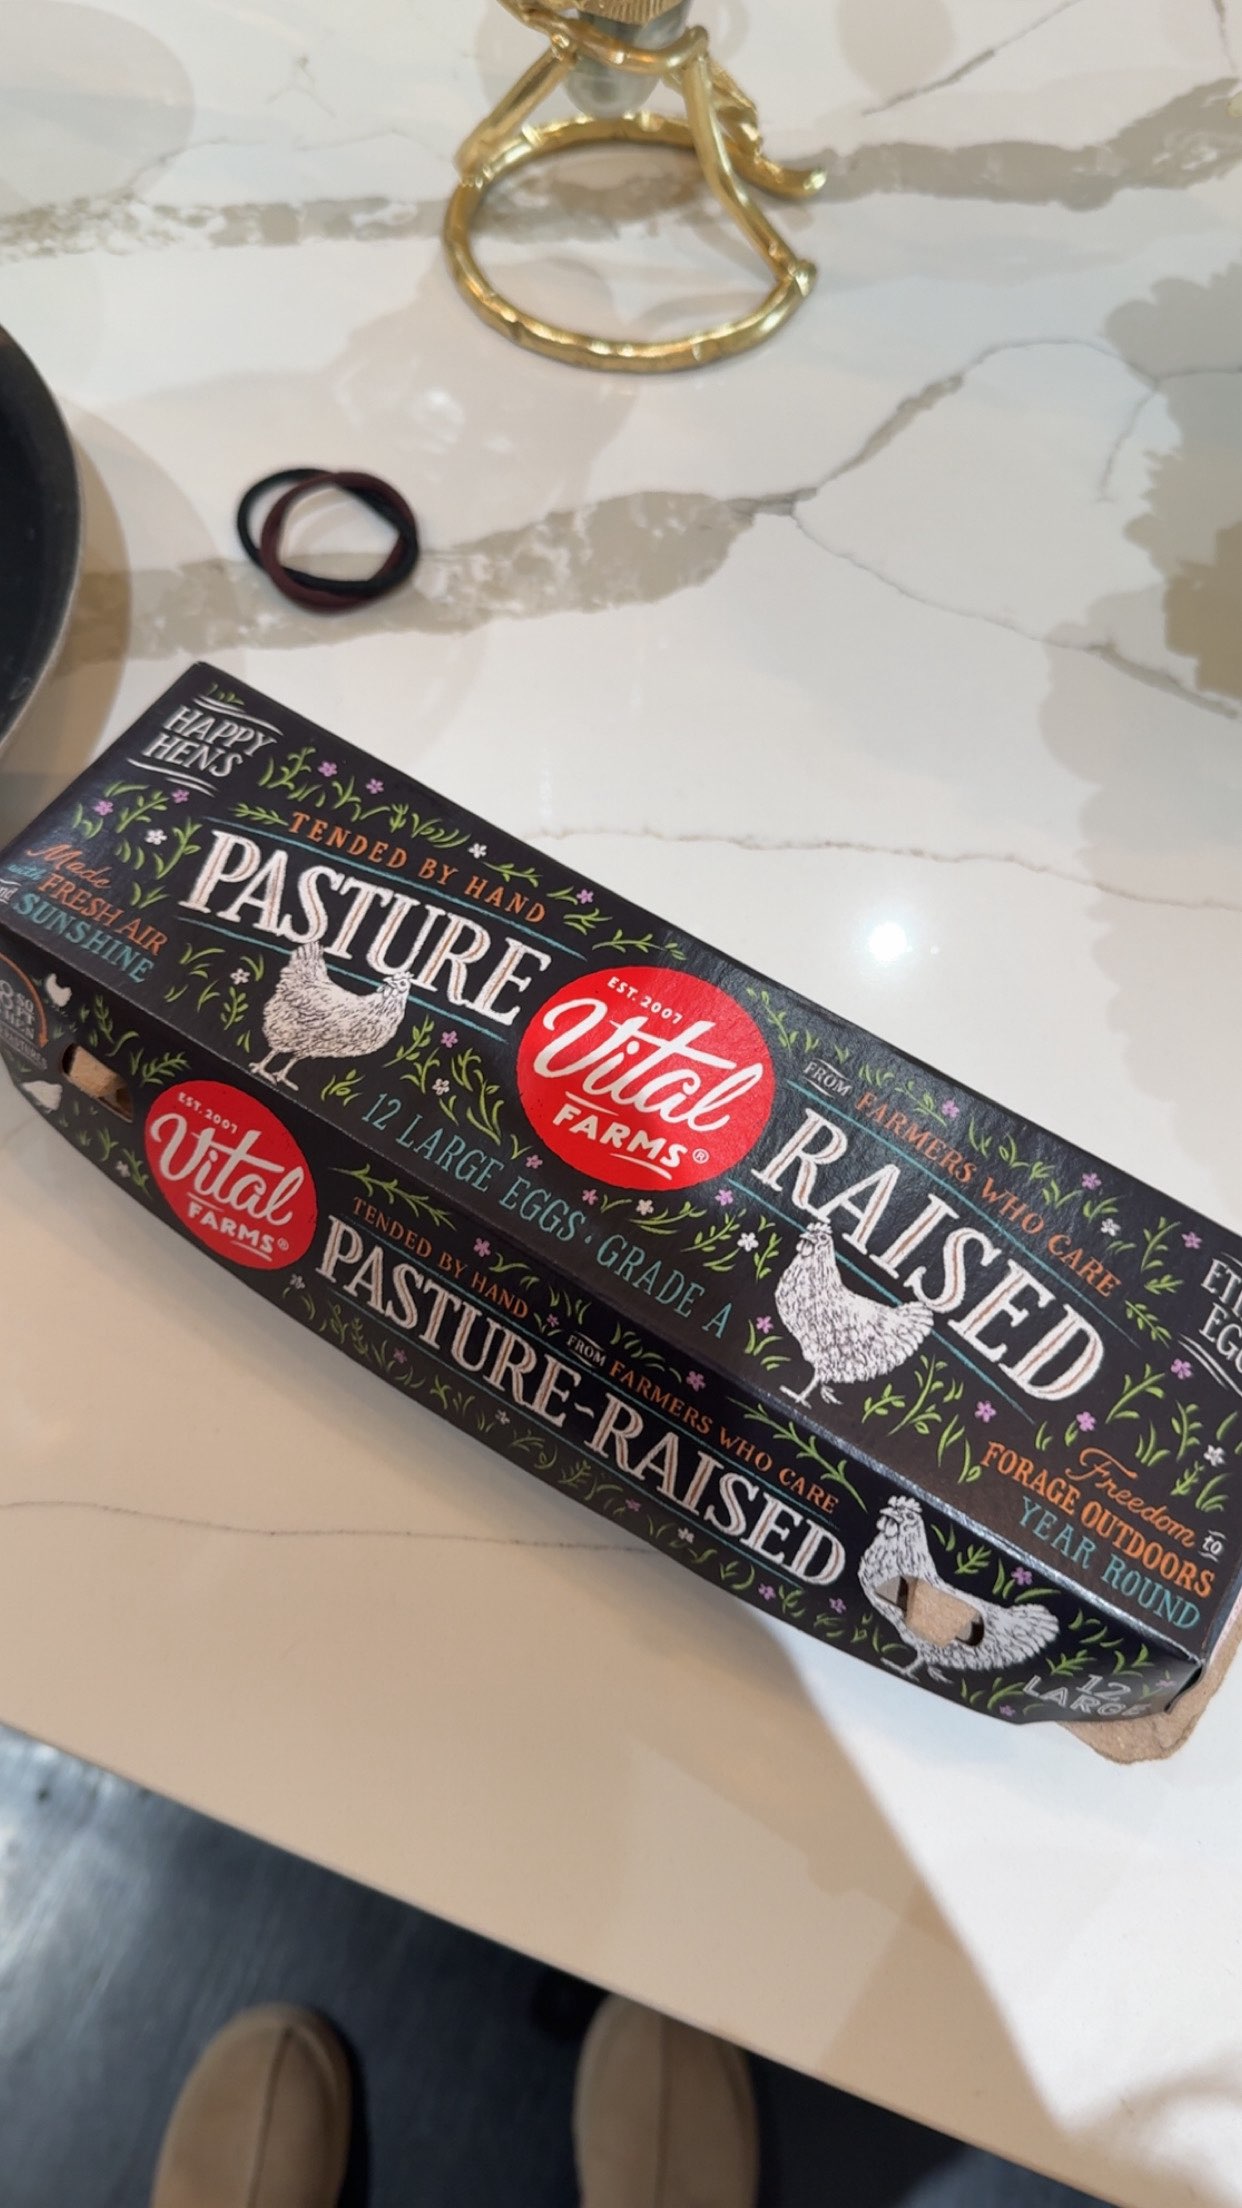 HAPPY
HENS
TENDED BY HAND
PASTURE
Made
with FRESH AIR
and SUNSHINE
EST. 2007
Vital
FARMS®
12 LARGE EGGS · GRADE A
FROM FARMERS WHO CARE
RAISED
Freedom to
FORAGE OUTDOORS
YEAR ROUND
EST. 2007
Vital
FARMS®
TENDED BY HAND
FROM FARMERS WHO CARE
PASTURE-RAISED
12
LARGE